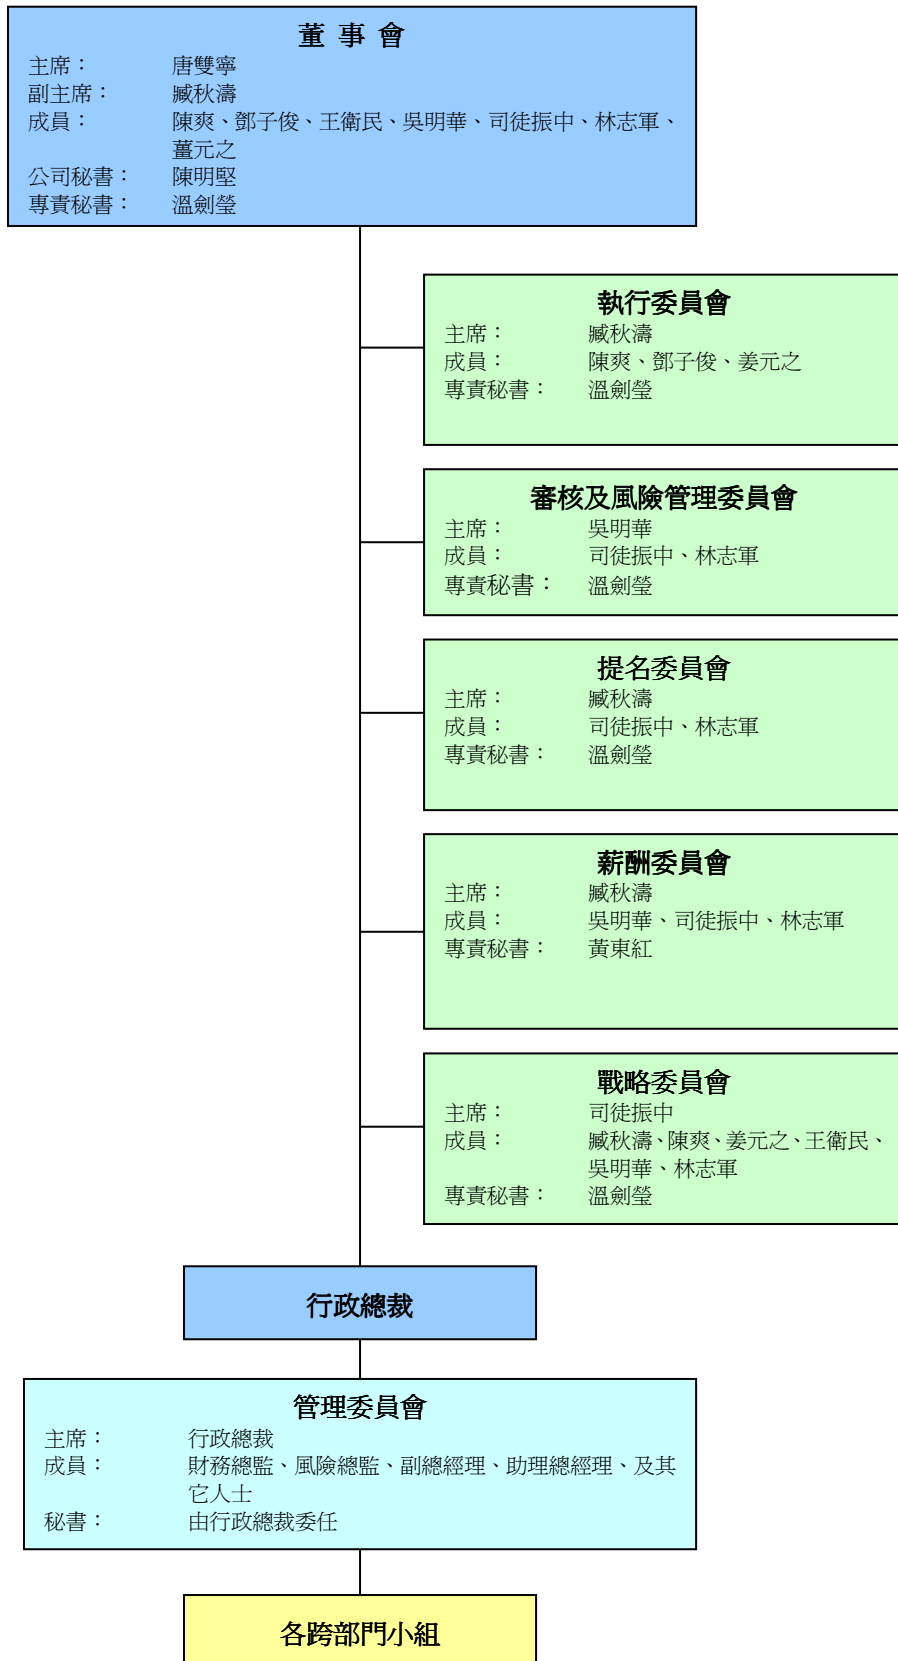 董 事 會
主席： 唐雙寧
副主席： 臧秋濤
成員： 陳爽、鄧子俊、王衛民、吳明華、司徒振中、林志軍、
薑元之
公司秘書： 陳明堅
專責秘書： 溫劍瑩
執行委員會
主席： 臧秋濤
成員： 陳爽、鄧子俊、姜元之
專責秘書： 溫劍瑩
審核及風險管理委員會
主席： 吳明華
成員： 司徒振中、林志軍
專責秘書： 溫劍瑩
提名委員會
主席： 臧秋濤
成員： 司徒振中、林志軍
專責秘書： 溫劍瑩
薪酬委員會
主席： 臧秋濤
成員： 吳明華、司徒振中、林志軍
專責秘書： 黃東紅
戰略委員會
主席： 司徒振中
成員： 臧秋濤、陳爽、姜元之、王衛民、
吳明華、林志軍
專責秘書： 溫劍瑩
行政總裁
管理委員會
主席： 行政總裁
成員： 財務總監、風險總監、副總經理、助理總經理、及其
它人士
秘書： 由行政總裁委任
各跨部門小組